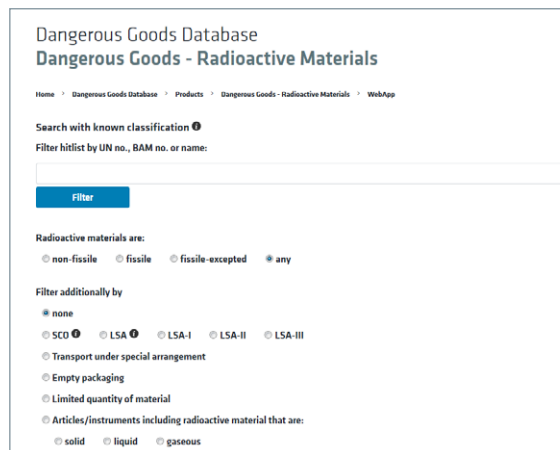 Dangerous Goods Database
Dangerous Goods - Radioactive Materials
Home > Dangerous Goods Database > Products > Dangerous Goods - Radioactive Materials > WebApp
Search with known classification
Filter hitlist by UN no., BAM no. or name:
Filter
Radioactive materials are:
non-fissile fissile fissile-excepted any
Filter additionally by
none
SCO LSA LSA-I LSA-II LSA-III
Transport under special arrangement
Empty packaging
Limited quantity of material
Articles/instruments including radioactive material that are:
solid liquid gaseous